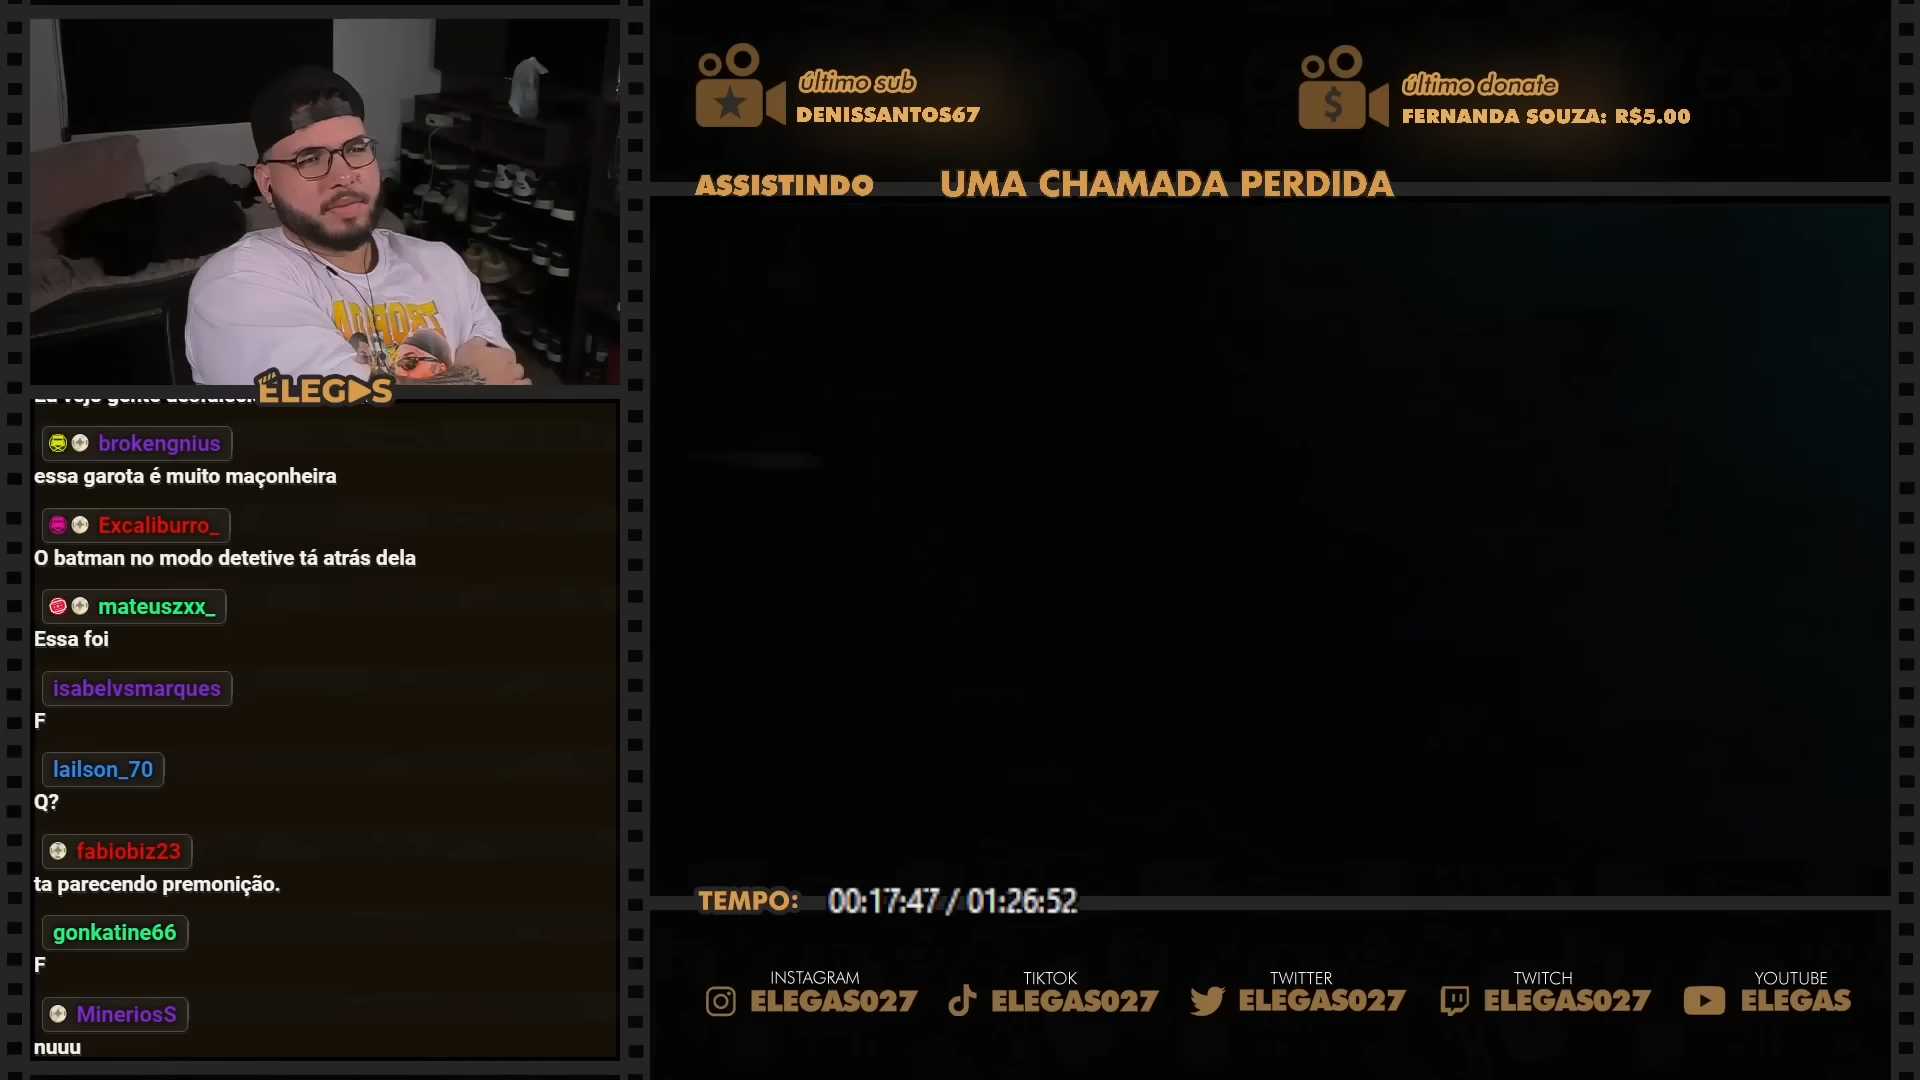 último sub
DENISSANTOS67
último donate
FERNANDA SOUZA: R$5.00
ASSISTINDO
UMA CHAMADA PERDIDA
ELEGAS
brokengnius
essa garota é muito maçonheira
Excaliburro_
O batman no modo detetive tá atrás dela
mateuszxx_
Essa foi
isabelvsmarques
F
lailson_70
Q?
fabiobiz23
ta parecendo premonição.
gonkatine66
F
MineriosS
nuuu
TEMPO:
00:17:47 / 01:26:52
INSTAGRAM
ELEGAS027
TIKTOK
ELEGAS027
TWITTER
ELEGAS027
TWITCH
ELEGAS027
YOUTUBE
ELEGAS